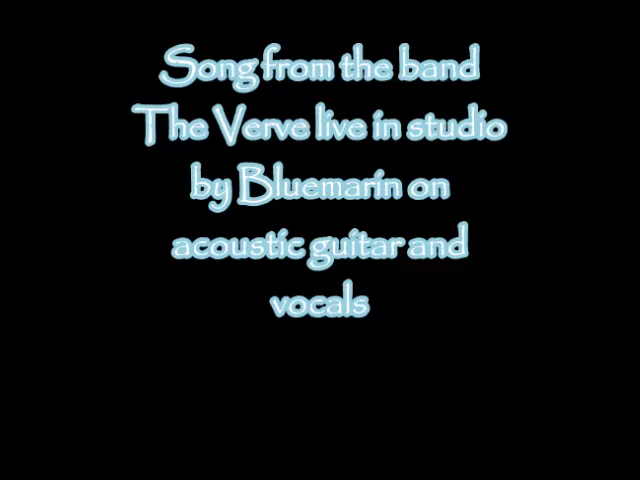 Song from the band
The Verve live in studio
by Bluemarin on
acoustic guitar and
vocals